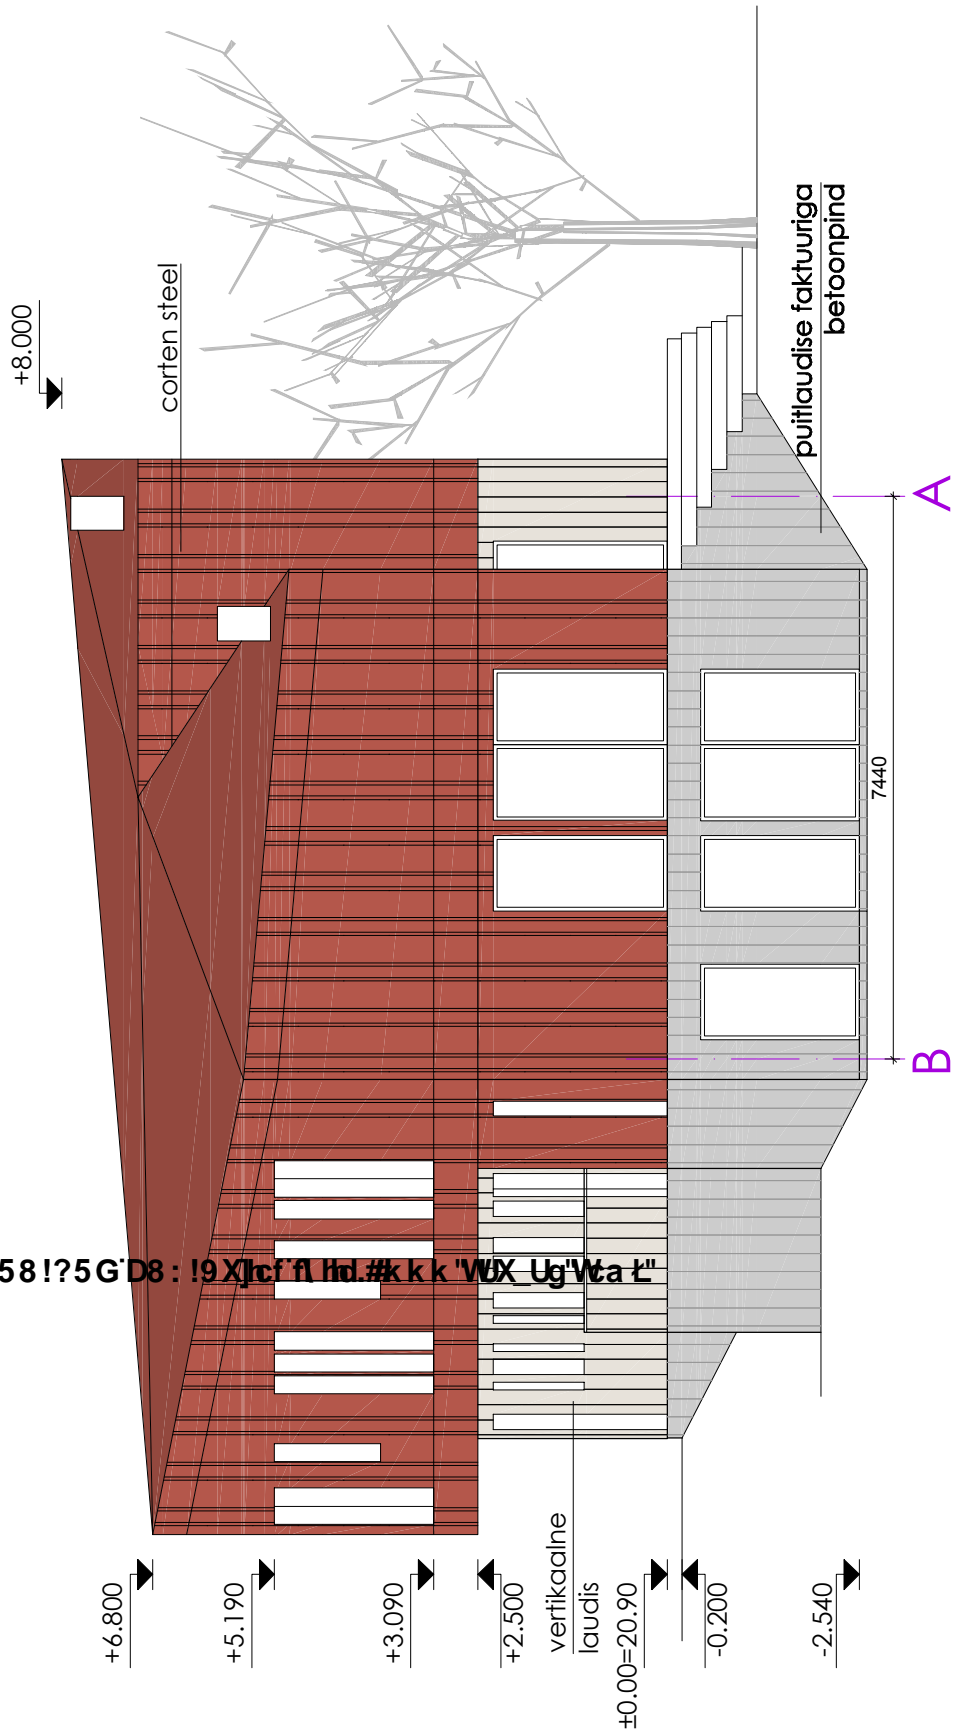 +8.000
corten steel
puitlaudise faktuuriga
betoonpind
A
7440
B
+6.800
+5.190
+3.090
+2.500
vertikaalne
laudis
±0.00=20.90
-0.200
-2.540